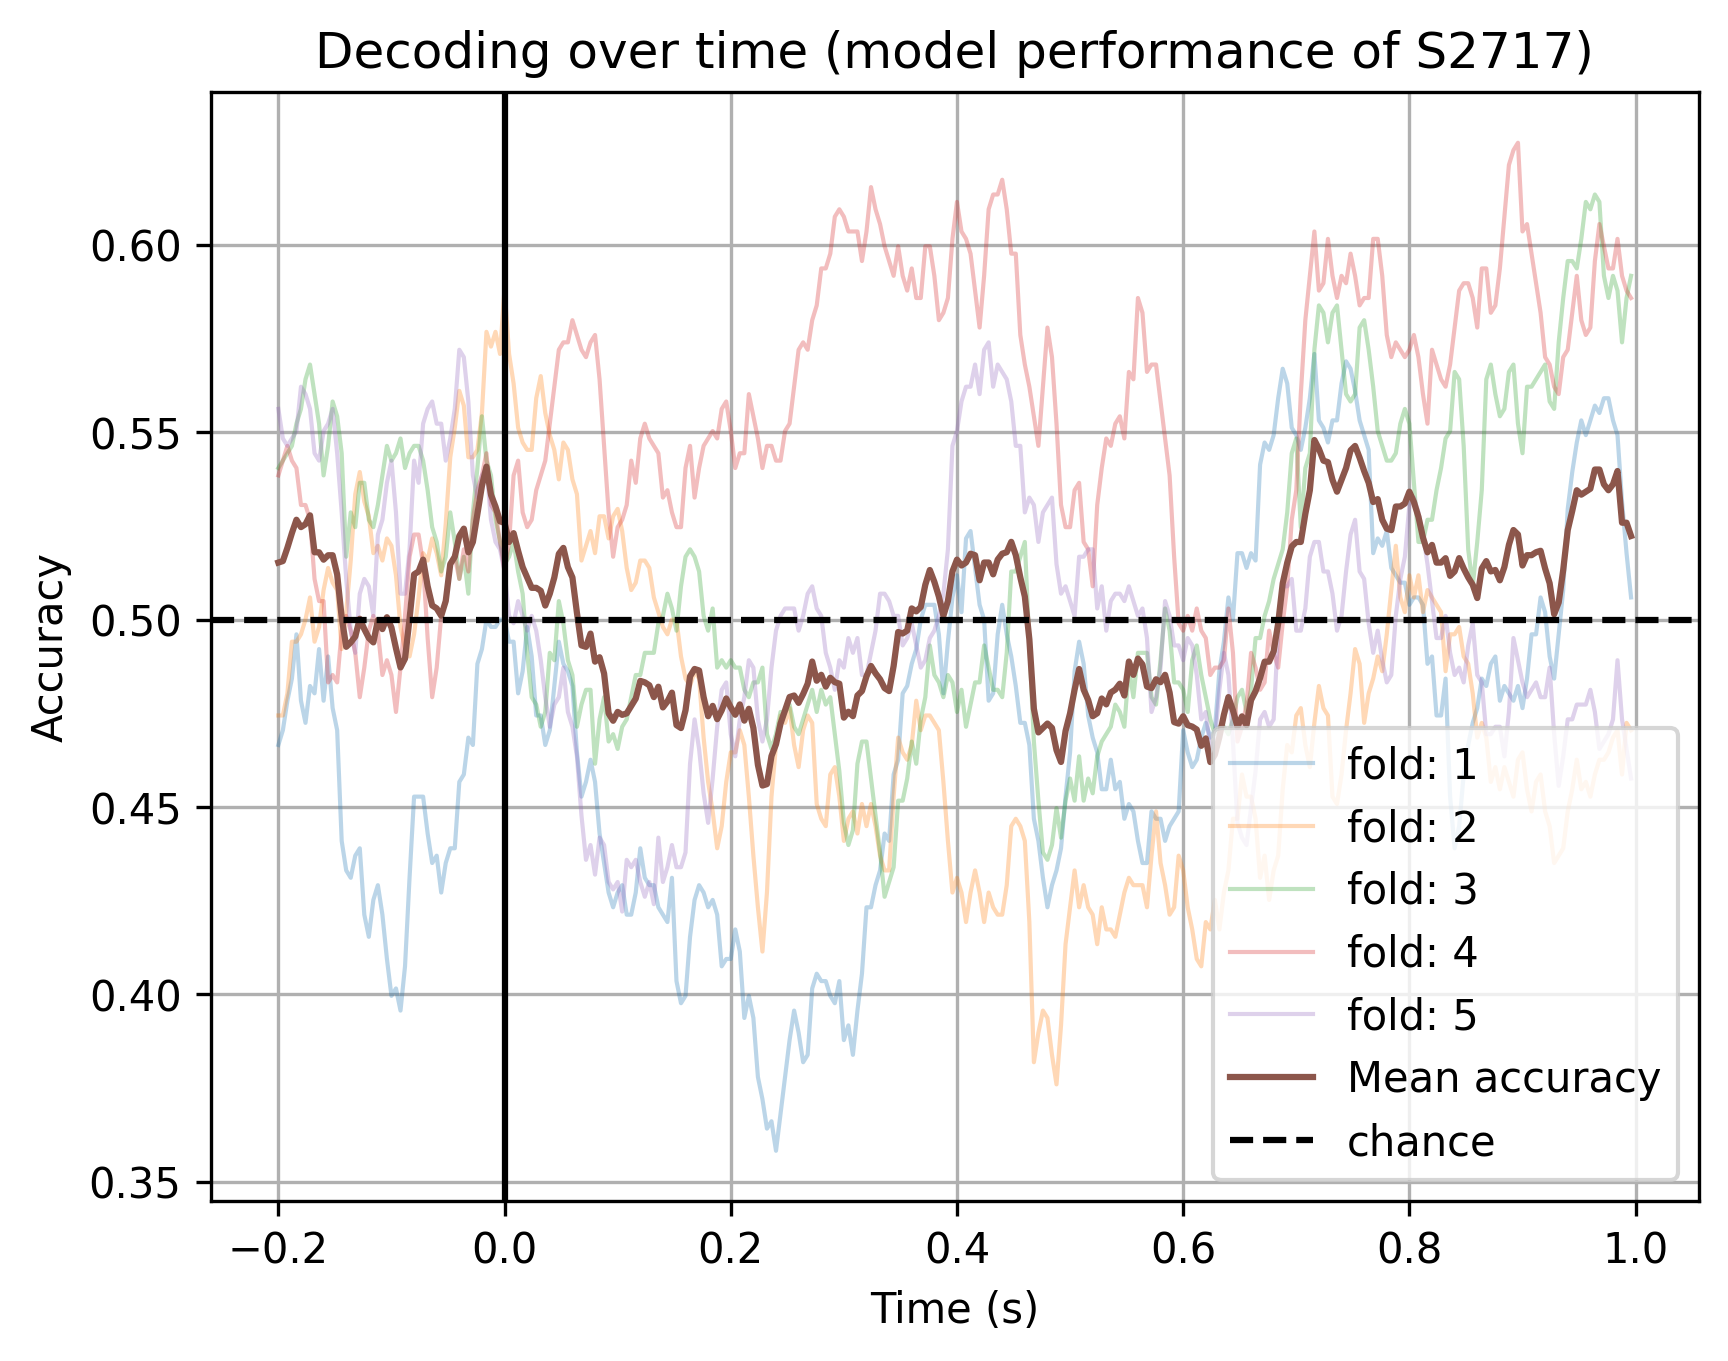 Decoding over time (model performance of S2717)
Accuracy
0.60
0.55
0.50
0.45
0.40
0.35
fold: 1
fold: 2
fold: 3
fold: 4
fold: 5
Mean accuracy
chance
−0.2
0.0
0.2
0.4
0.6
0.8
1.0
Time (s)